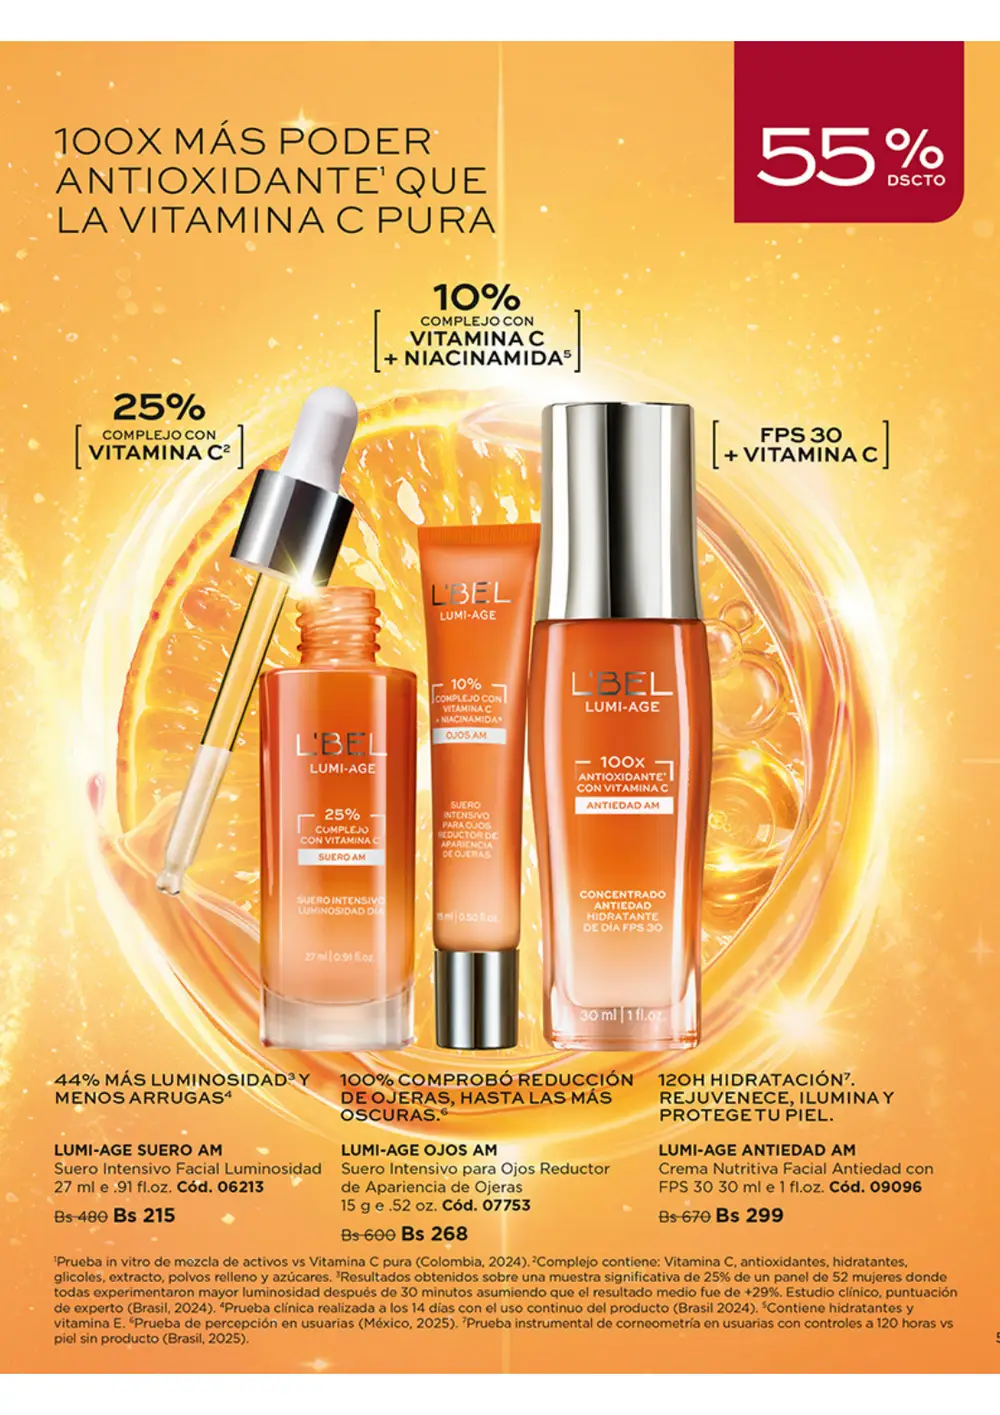 100X MÁS PODER
ANTIOXIDANTE¹ QUE
LA VITAMINA C PURA
55%
DSCTO
10%
COMPLEJO CON
VITAMINA C
+ NIACINAMIDA⁵
25%
COMPLEJO CON
VITAMINA C²
FPS 30
+ VITAMINA C
L'BEL
LUMI-AGE
25%
COMPLEJO
CON VITAMINA C
SUERO AM
SUERO INTENSIVO
LUMINOSIDAD DÍA
27 ml | 0.91 fl.oz.
L'BEL
LUMI-AGE
10%
COMPLEJO CON
VITAMINA C
+ NIACINAMIDA
OJOS AM
SUERO
INTENSIVO
PARA OJOS
REDUCTOR DE
APARIENCIA
DE OJERAS
15 ml | 0.50 fl.oz.
L'BEL
LUMI-AGE
100X
ANTIOXIDANTE*
CON VITAMINA C
ANTIEDAD AM
CONCENTRADO
ANTIEDAD
HIDRATANTE
DE DÍA FPS 30
30 ml | 1 fl.oz.
44% MÁS LUMINOSIDAD³ Y
MENOS ARRUGAS⁴
LUMI-AGE SUERO AM
Suero Intensivo Facial Luminosidad
27 ml e .91 fl.oz. Cód. 06213
Bs 480 Bs 215
100% COMPROBÓ REDUCCIÓN
DE OJERAS, HASTA LAS MÁS
OSCURAS.⁶
LUMI-AGE OJOS AM
Suero Intensivo para Ojos Reductor
de Apariencia de Ojeras
15 g e .52 oz. Cód. 07753
Bs 600 Bs 268
120H HIDRATACIÓN⁷.
REJUVENECE, ILUMINA Y
PROTEGE TU PIEL.
LUMI-AGE ANTIEDAD AM
Crema Nutritiva Facial Antiedad con
FPS 30 30 ml e 1 fl.oz. Cód. 09096
Bs 670 Bs 299
¹Prueba in vitro de mezcla de activos vs Vitamina C pura (Colombia, 2024). ²Complejo contiene: Vitamina C, antioxidantes, hidratantes,
glicoles, extracto, polvos relleno y azúcares. ³Resultados obtenidos sobre una muestra significativa de 25% de un panel de 52 mujeres donde
todas experimentaron mayor luminosidad después de 30 minutos asumiendo que el resultado medio fue de +29%. Estudio clínico, puntuación
de experto (Brasil, 2024). ⁴Prueba clínica realizada a los 14 días con el uso continuo del producto (Brasil 2024). ⁵Contiene hidratantes y
vitamina E. ⁶Prueba de percepción en usuarias (México, 2025). ⁷Prueba instrumental de corneometría en usuarias con controles a 120 horas vs
piel sin producto (Brasil, 2025).